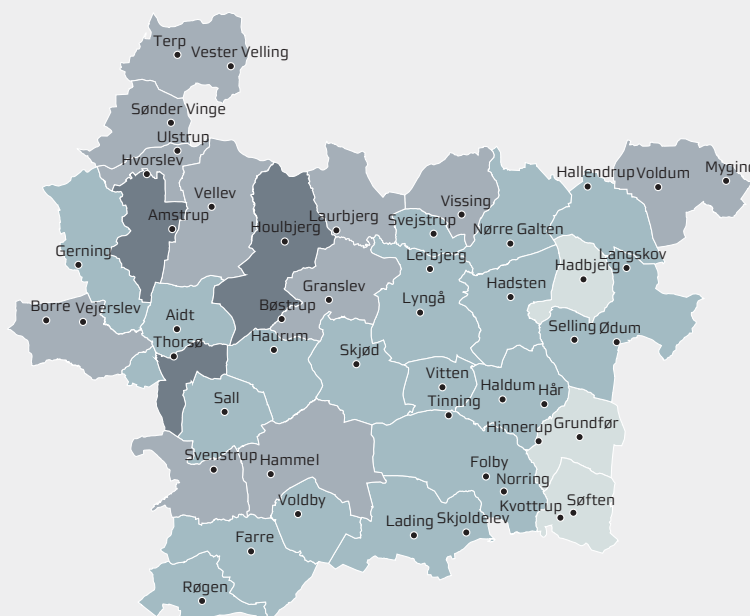 Terp
Vester Velling
Sønder Vinge
Ulstrup
Hvorslev
Hallendrup
Voldum
Vellev
Vissing
Amstrup
Houlbjerg
Laurbjerg
Svejstrup
Nørre Galten
Gerning
Lerbjerg
Langskov
Hadbjerg
Granslev
Hadsten
Borre
Vejerslev
Bøstrup
Lyngå
Aidt
Selling
Ødum
Thorsø
Haurum
Skjød
Vitten
Haldum
Hår
Sall
Tinning
Hinnerup
Grundfør
Svenstrup
Hammel
Folby
Norring
Voldby
Kvottrup
Søften
Lading
Skjoldelev
Farre
Røgen